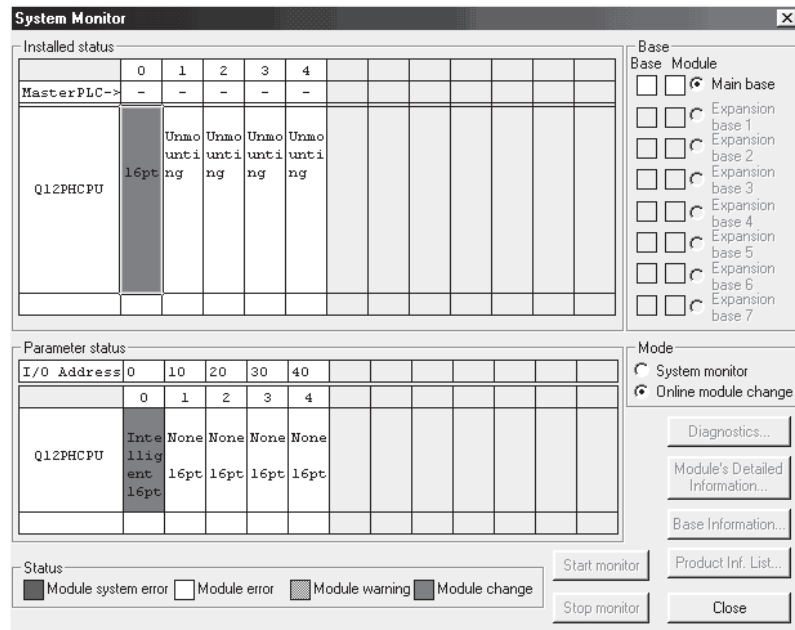 System Monitor
Installed status
0 1 2 3 4
MasterPLC-> - - - - -
Q12PHCPU
16pt
Unmo
unti
ng
Unmo
unti
ng
Unmo
unti
ng
Unmo
unti
ng
Base
Base Module
Main base
Expansion
base 1
Expansion
base 2
Expansion
base 3
Expansion
base 4
Expansion
base 5
Expansion
base 6
Expansion
base 7
Parameter status
I/O Address 0 10 20 30 40
0 1 2 3 4
Q12PHCPU
Inte
llig
ent
16pt
None
16pt
None
16pt
None
16pt
None
16pt
Mode
System monitor
Online module change
Diagnostics...
Module's Detailed
Information...
Base Information...
Product Inf. List...
Status
Module system error Module error Module warning Module change
Start monitor
Stop monitor
Close